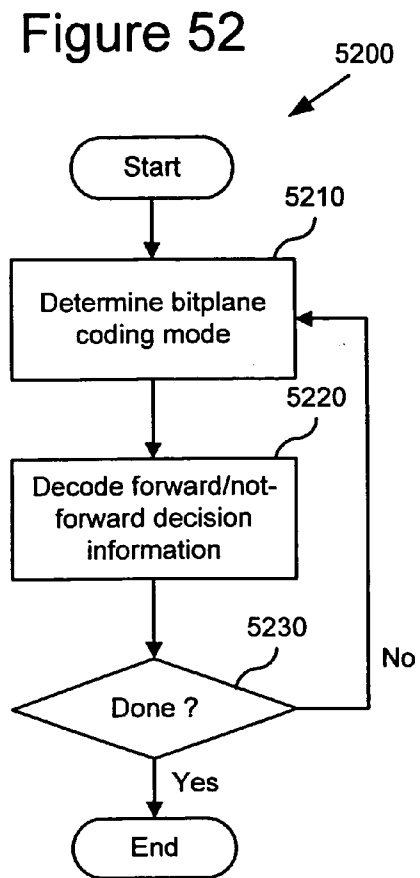 Figure 52
5200
Start
5210
Determine bitplane
coding mode
5220
Decode forward/not-
forward decision
information
5230
No
Done ?
Yes
End